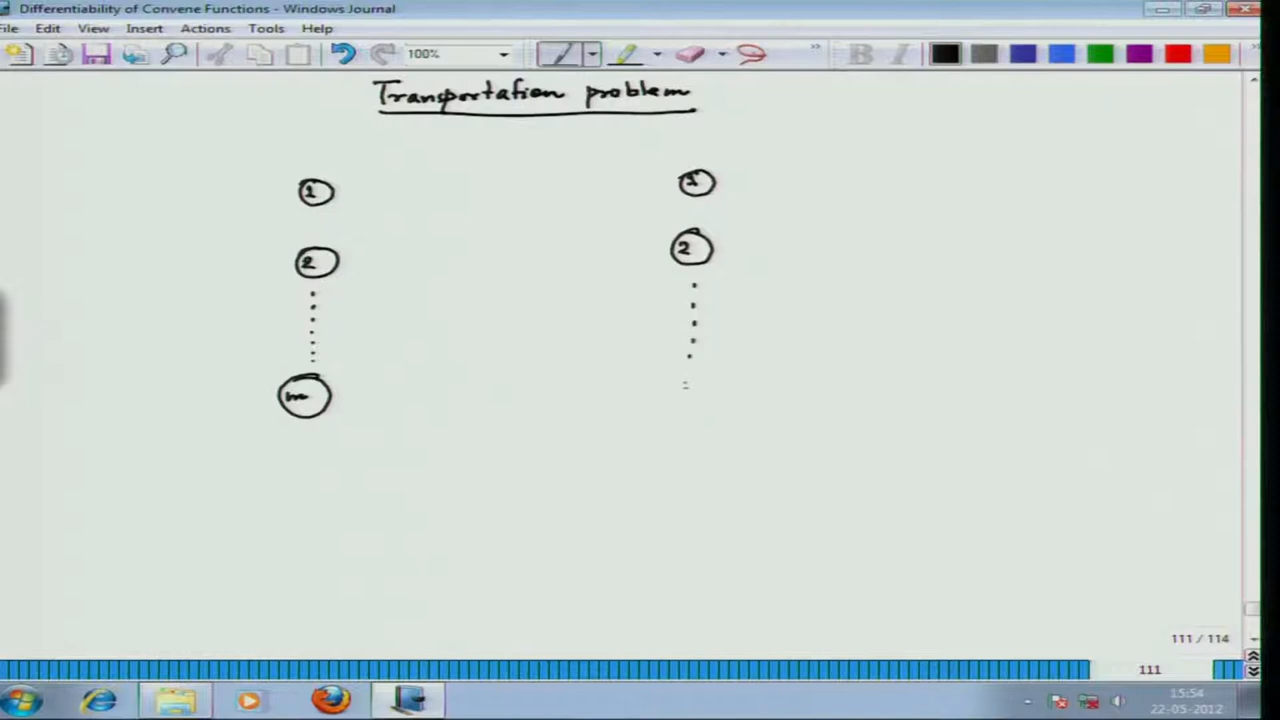 Differentiability of Convene Functions - Windows Journal
File Edit View Insert Actions Tools Help
100%
B I
Transportation problem
1 1
2 2
m
111 / 114
111
15:54
22-05-2012